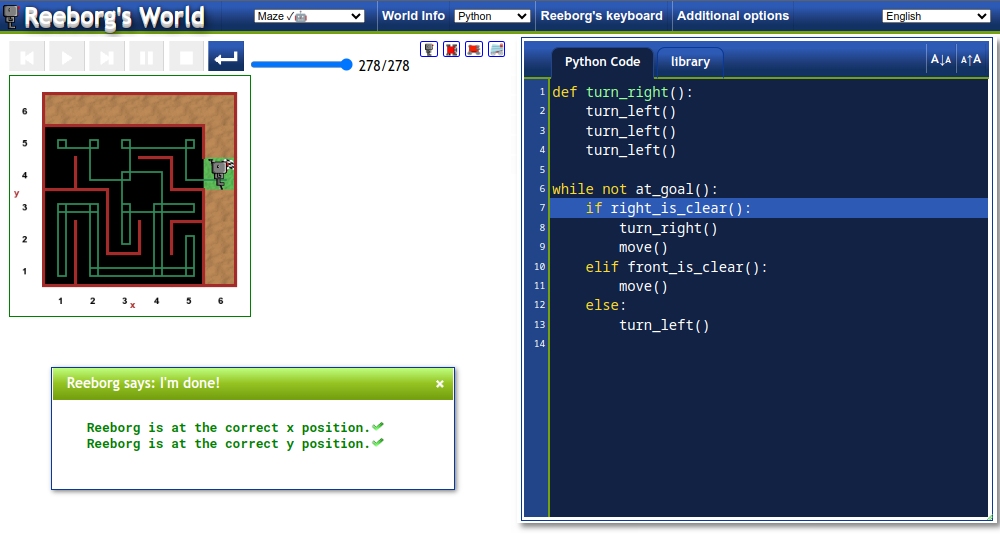 Reeborg's World
Maze ✓🤖
World Info
Python
Reeborg's keyboard
Additional options
English
278/278
6
5
4
y
3
2
1
1 2 3 x 4 5 6
Reeborg says: I'm done!
×
Reeborg is at the correct x position.✔
Reeborg is at the correct y position.✔
Python Code
library
A↓A
A↑A
1 def turn_right():
2     turn_left()
3     turn_left()
4     turn_left()
5
6 while not at_goal():
7     if right_is_clear():
8         turn_right()
9         move()
10     elif front_is_clear():
11         move()
12     else:
13         turn_left()
14